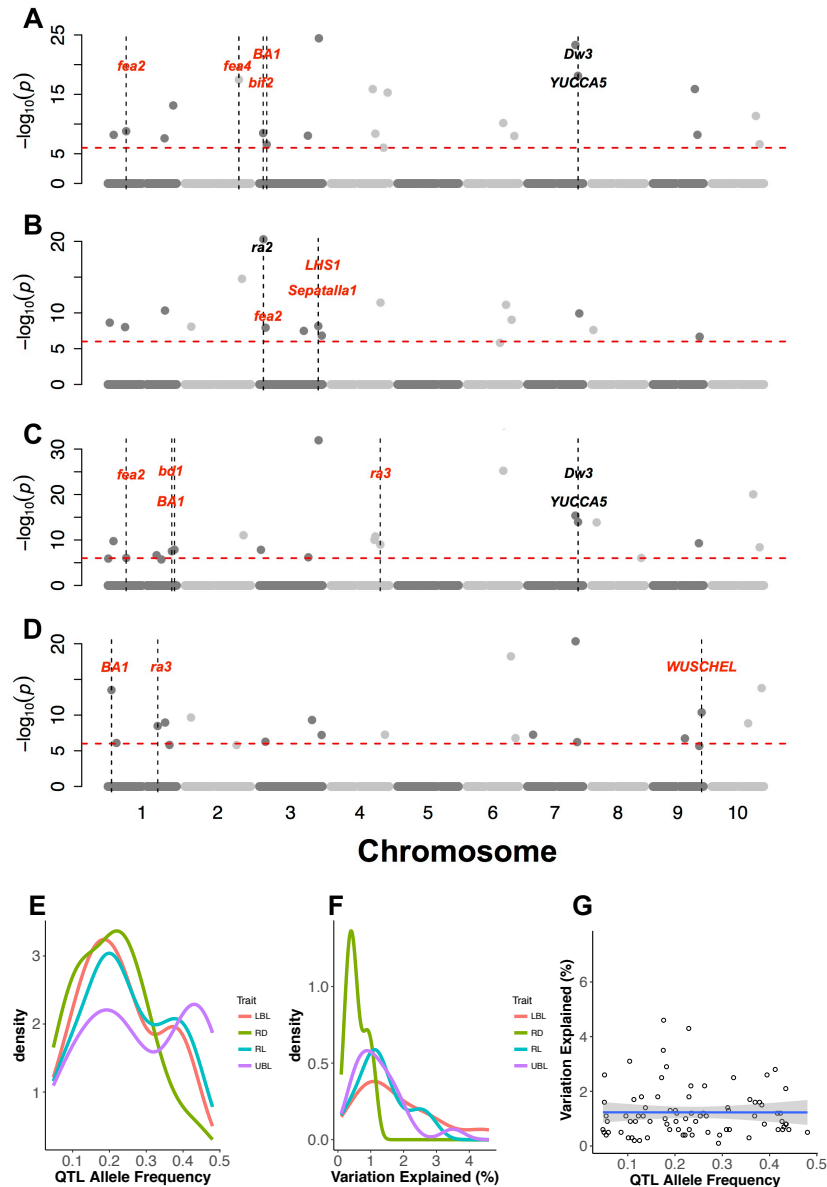 A
−log10(p)
25
15
5
0
fea2
fea4
BA1
bif2
Dw3
YUCCA5
B
−log10(p)
20
10
5
0
ra2
LHS1
Sepatalla1
fea2
C
−log10(p)
30
20
10
0
fea2
bd1
BA1
ra3
Dw3
YUCCA5
D
−log10(p)
20
10
5
0
BA1
ra3
WUSCHEL
1 2 3 4 5 6 7 8 9 10
Chromosome
E
density
3
2
1
0.1 0.2 0.3 0.4 0.5
QTL Allele Frequency
Trait
LBL
RD
RL
UBL
F
density
1.0
0.5
0.0
0 1 2 3 4
Variation Explained (%)
Trait
LBL
RD
RL
UBL
G
Variation Explained (%)
6
4
2
0
0.1 0.2 0.3 0.4 0.5
QTL Allele Frequency